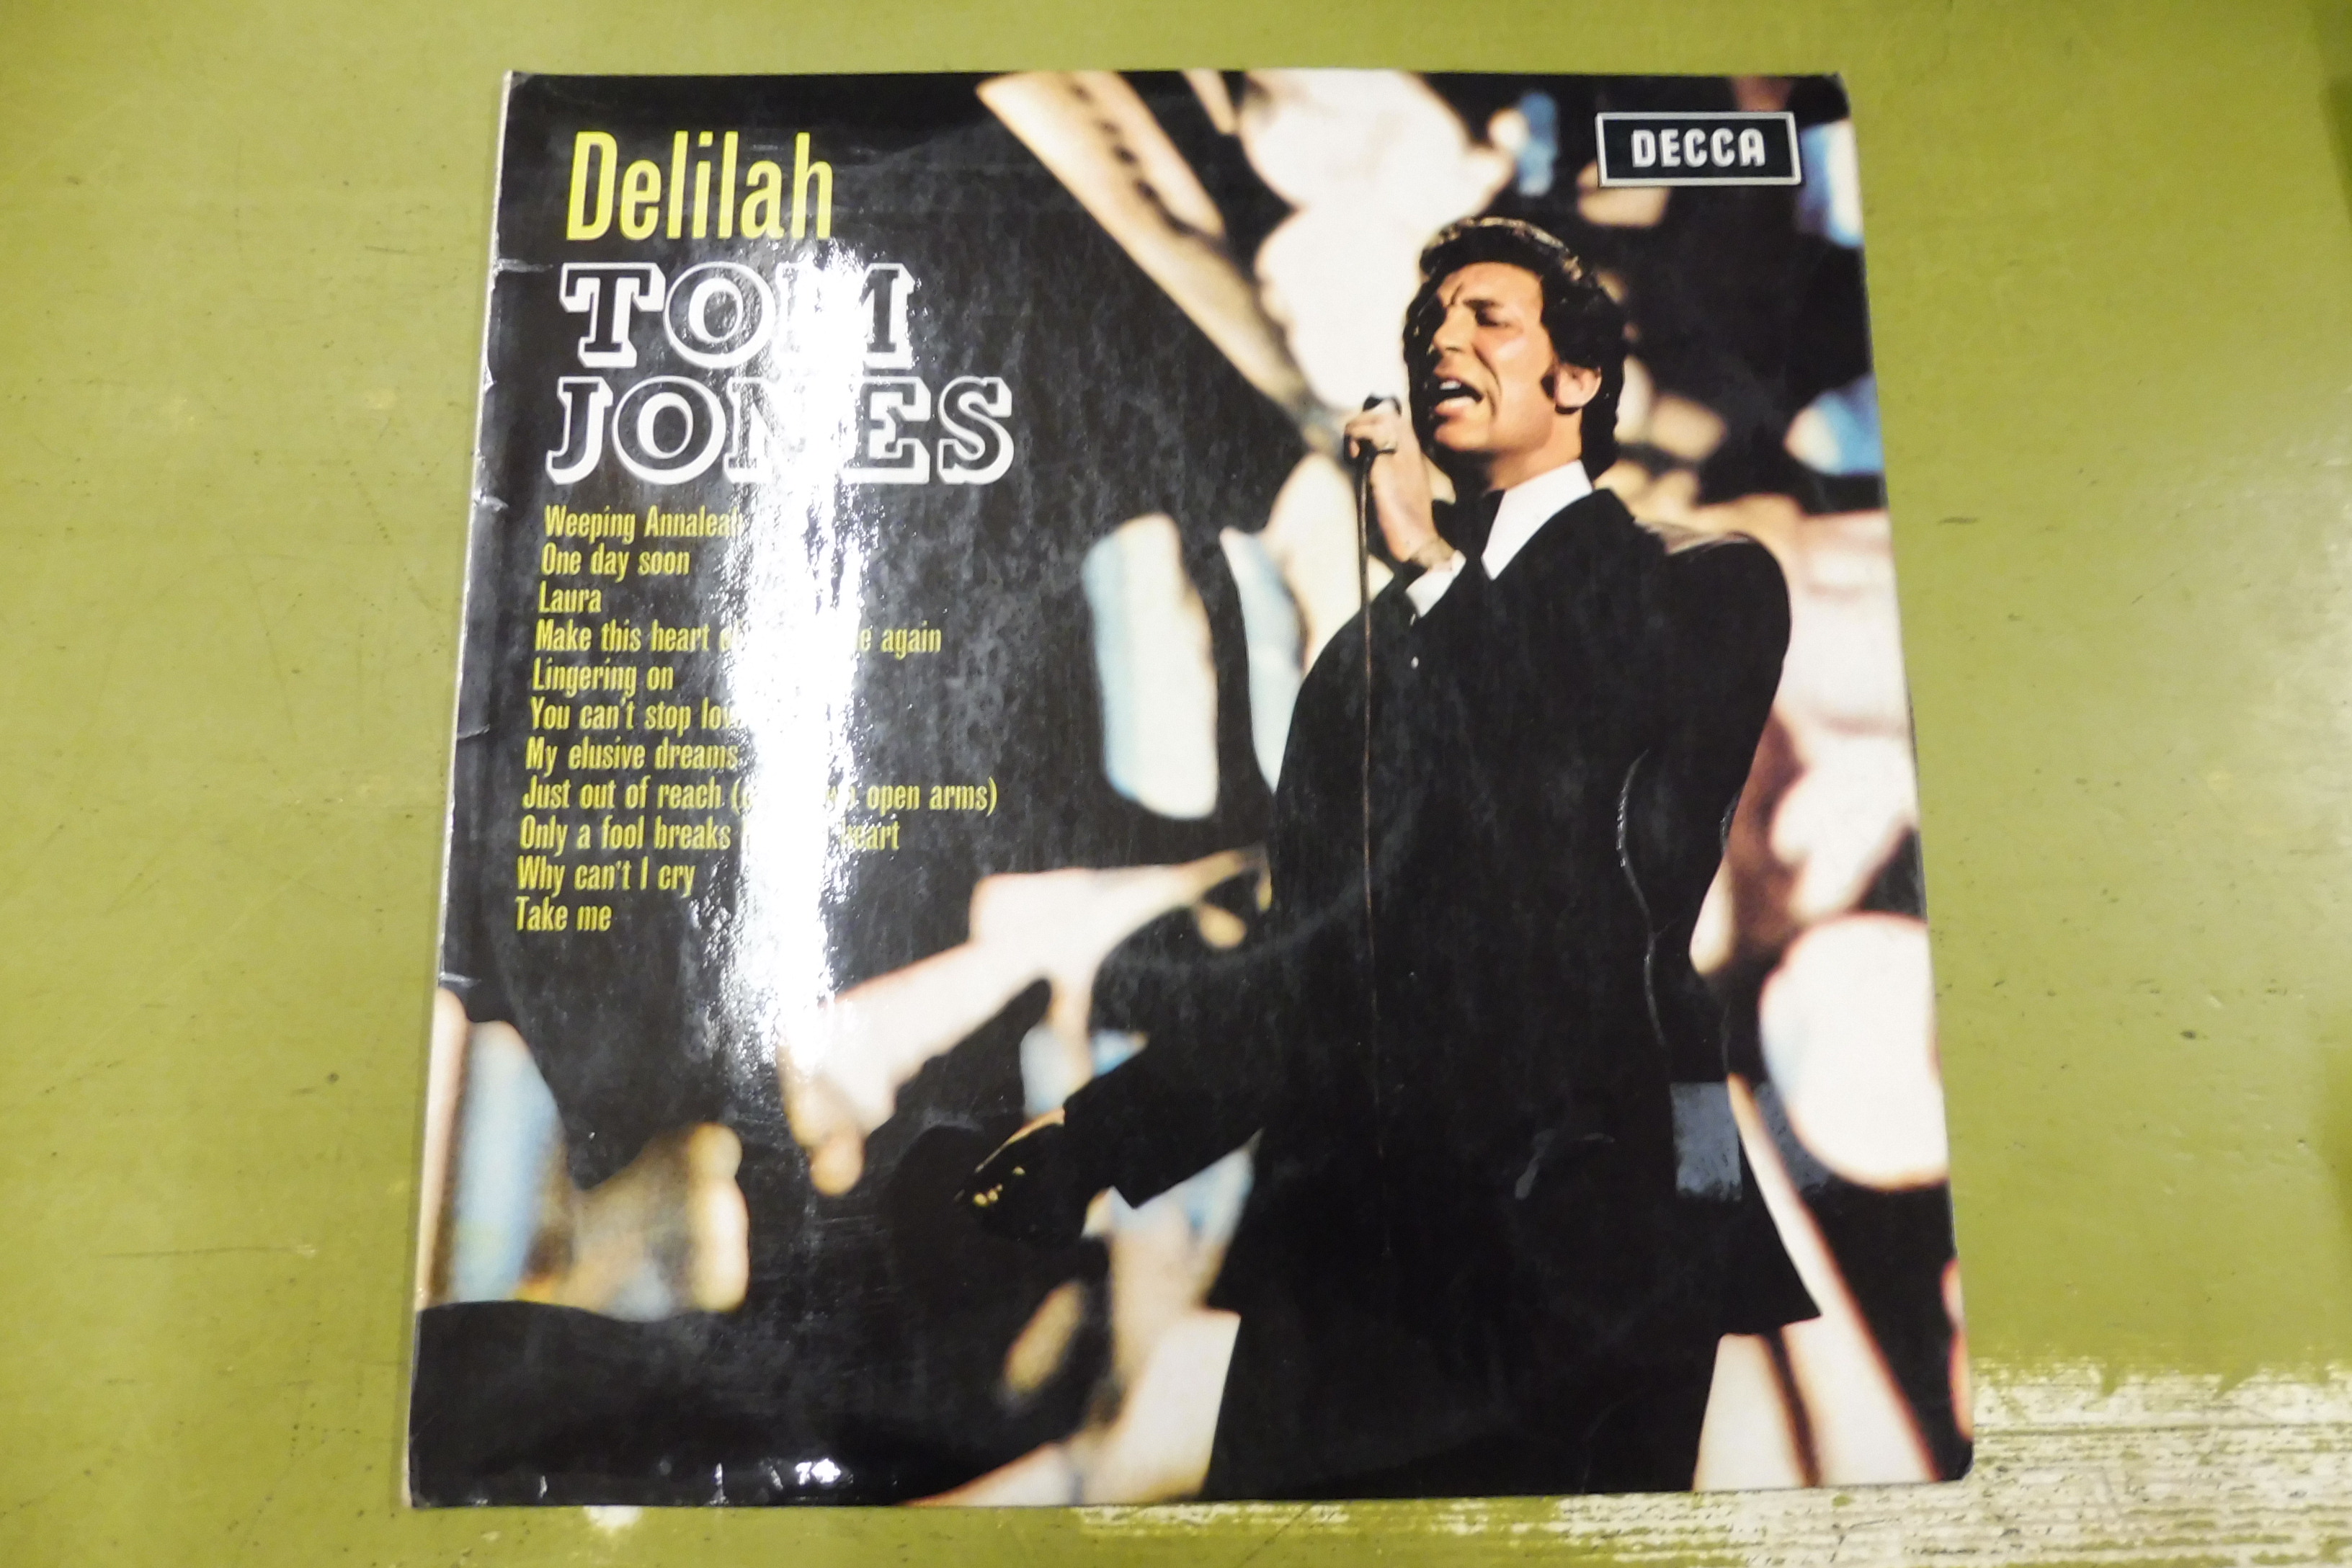 Delilah
DECCA
TOM
JONES
Weeping Annaleah
One day soon
Laura
Make this heart again
Lingering on
You can't stop
My elusive dreams
Just out of reach open arms)
Only a fool breaks heart
Why can't I cry
Take me